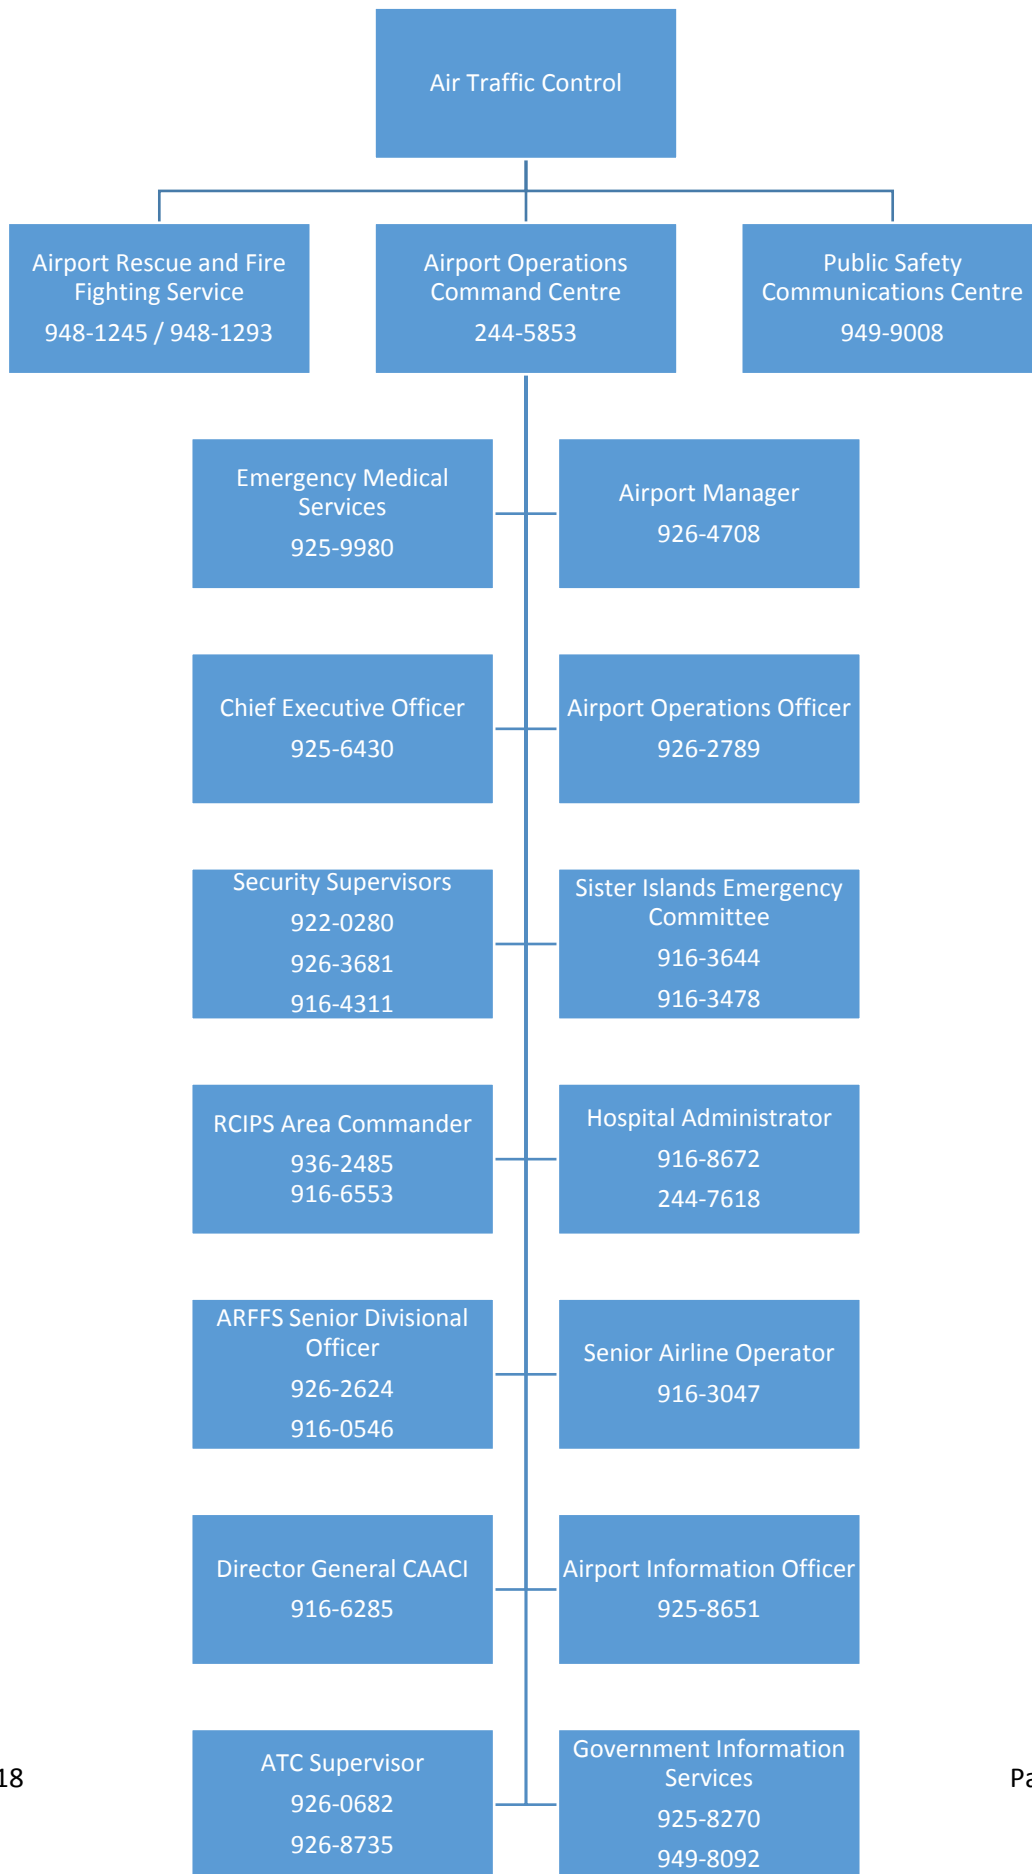 Air Traffic Control
Airport Rescue and Fire
Fighting Service
948-1245 / 948-1293
Airport Operations
Command Centre
244-5853
Public Safety
Communications Centre
949-9008
Emergency Medical
Services
925-9980
Airport Manager
926-4708
Chief Executive Officer
925-6430
Airport Operations Officer
926-2789
Security Supervisors
922-0280
926-3681
916-4311
Sister Islands Emergency
Committee
916-3644
916-3478
RCIPS Area Commander
936-2485
916-6553
Hospital Administrator
916-8672
244-7618
ARFFS Senior Divisional
Officer
926-2624
916-0546
Senior Airline Operator
916-3047
Director General CAACI
916-6285
Airport Information Officer
925-8651
ATC Supervisor
926-0682
926-8735
Government Information
Services
925-8270
949-8092
18
Pa